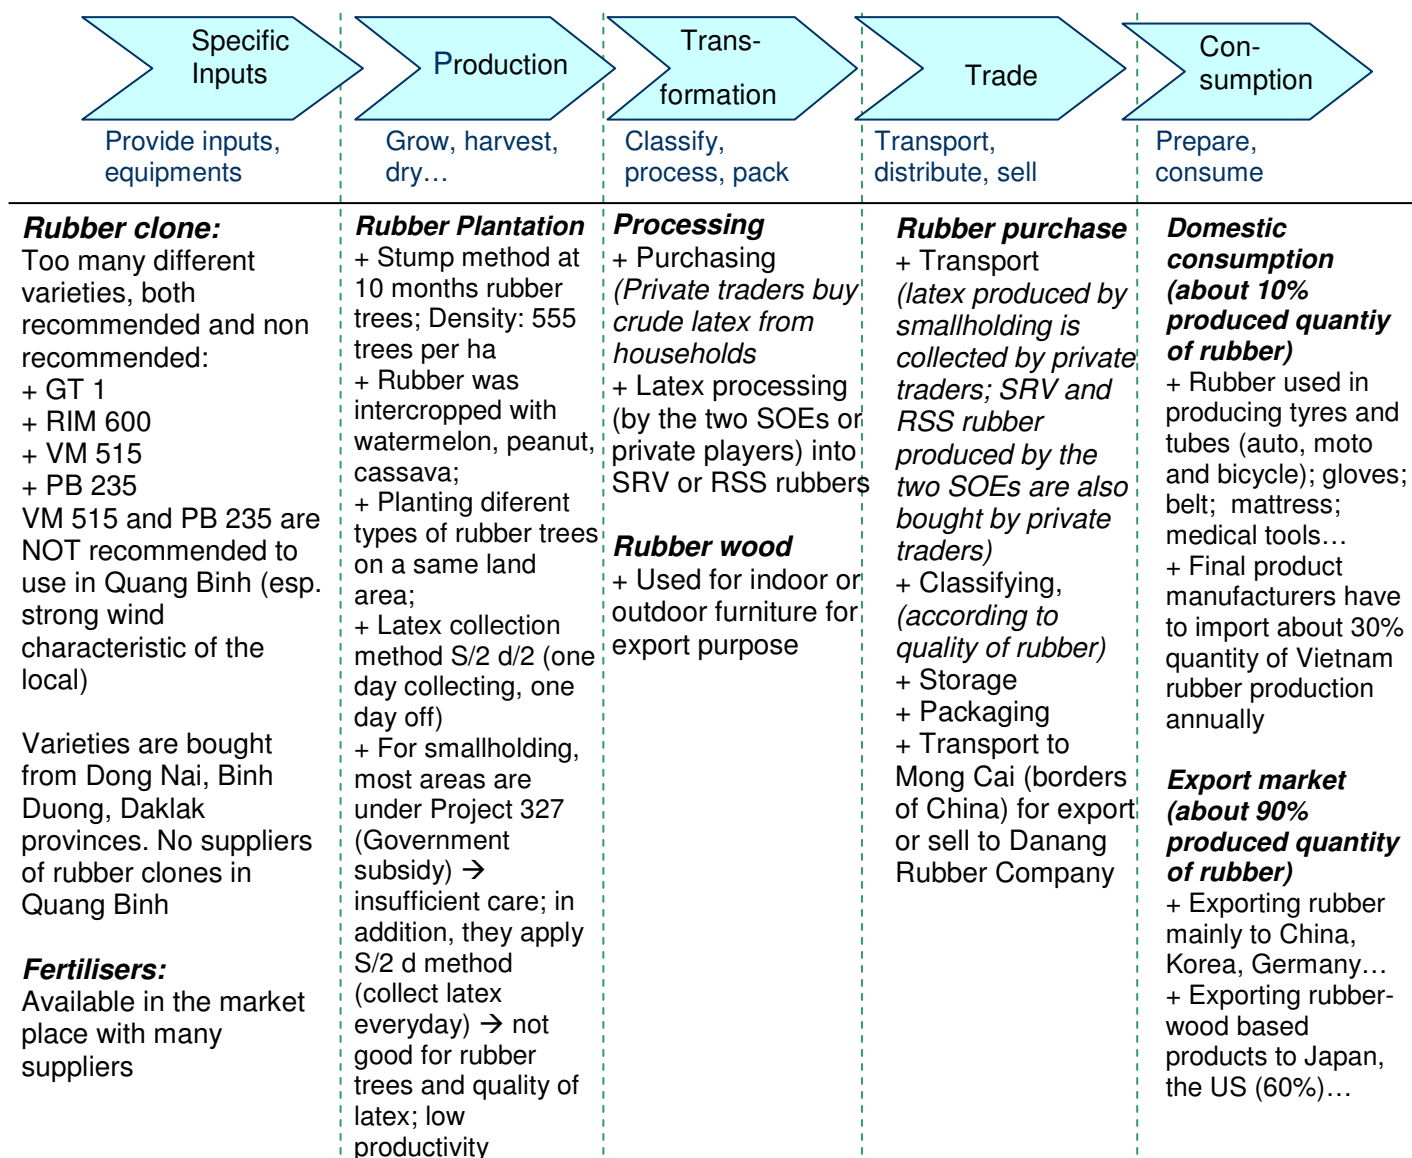 Specific
Inputs
Production
Trans-
formation
Trade
Con-
sumption
Provide inputs,
equipments
Grow, harvest,
dry…
Classify,
process, pack
Transport,
distribute, sell
Prepare,
consume
Rubber clone:
Too many different
varieties, both
recommended and non
recommended:
+ GT 1
+ RIM 600
+ VM 515
+ PB 235
VM 515 and PB 235 are
NOT recommended to
use in Quang Binh (esp.
strong wind
characteristic of the
local)
Varieties are bought
from Dong Nai, Binh
Duong, Daklak
provinces. No suppliers
of rubber clones in
Quang Binh
Fertilisers:
Available in the market
place with many
suppliers
Rubber Plantation
+ Stump method at
10 months rubber
trees; Density: 555
trees per ha
+ Rubber was
intercropped with
watermelon, peanut,
cassava;
+ Planting diferent
types of rubber trees
on a same land
area;
+ Latex collection
method S/2 d/2 (one
day collecting, one
day off)
+ For smallholding,
most areas are
under Project 327
(Government
subsidy) →
insufficient care; in
addition, they apply
S/2 d method
(collect latex
everyday) → not
good for rubber
trees and quality of
latex; low
productivity
Processing
+ Purchasing
(Private traders buy
crude latex from
households
+ Latex processing
(by the two SOEs or
private players) into
SRV or RSS rubbers
Rubber wood
+ Used for indoor or
outdoor furniture for
export purpose
Rubber purchase
+ Transport
(latex produced by
smallholding is
collected by private
traders; SRV and
RSS rubber
produced by the
two SOEs are also
bought by private
traders)
+ Classifying,
(according to
quality of rubber)
+ Storage
+ Packaging
+ Transport to
Mong Cai (borders
of China) for export
or sell to Danang
Rubber Company
Domestic
consumption
(about 10%
produced quantiy
of rubber)
+ Rubber used in
producing tyres and
tubes (auto, moto
and bicycle); gloves;
belt; mattress;
medical tools…
+ Final product
manufacturers have
to import about 30%
quantity of Vietnam
rubber production
annually
Export market
(about 90%
produced quantity
of rubber)
+ Exporting rubber
mainly to China,
Korea, Germany…
+ Exporting rubber-
wood based
products to Japan,
the US (60%)…